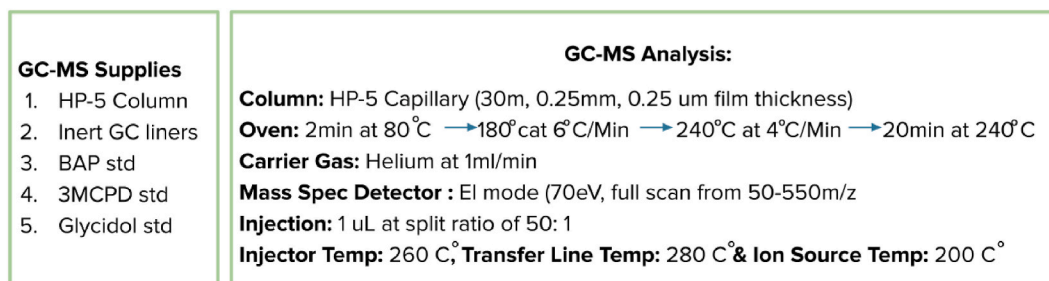 GC-MS Supplies
1. HP-5 Column
2. Inert GC liners
3. BAP std
4. 3MCPD std
5. Glycidol std
GC-MS Analysis:
Column: HP-5 Capillary (30m, 0.25mm, 0.25 um film thickness)
Oven: 2min at 80°C →180°cat 6°C/Min →240°C at 4°C/Min →20min at 240°C
Carrier Gas: Helium at 1ml/min
Mass Spec Detector : EI mode (70eV, full scan from 50-550m/z
Injection: 1 uL at split ratio of 50: 1
Injector Temp: 260 C°, Transfer Line Temp: 280 C°& Ion Source Temp: 200 C°